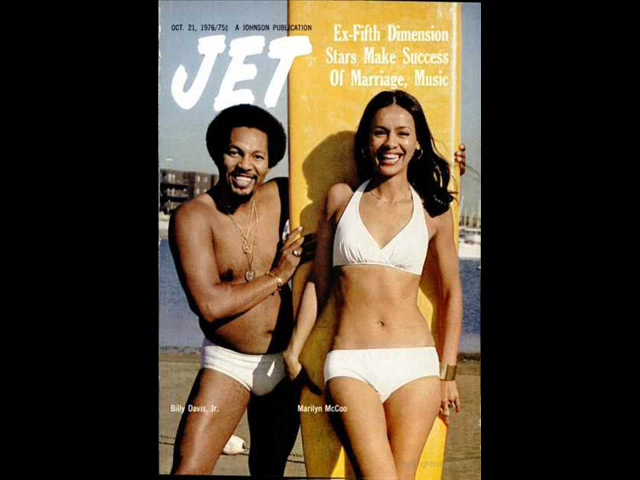 OCT. 21, 1976/75¢ A JOHNSON PUBLICATION
JET
Ex-Fifth Dimension
Stars Make Success
Of Marriage, Music
Billy Davis, Jr.
Marilyn McCoo